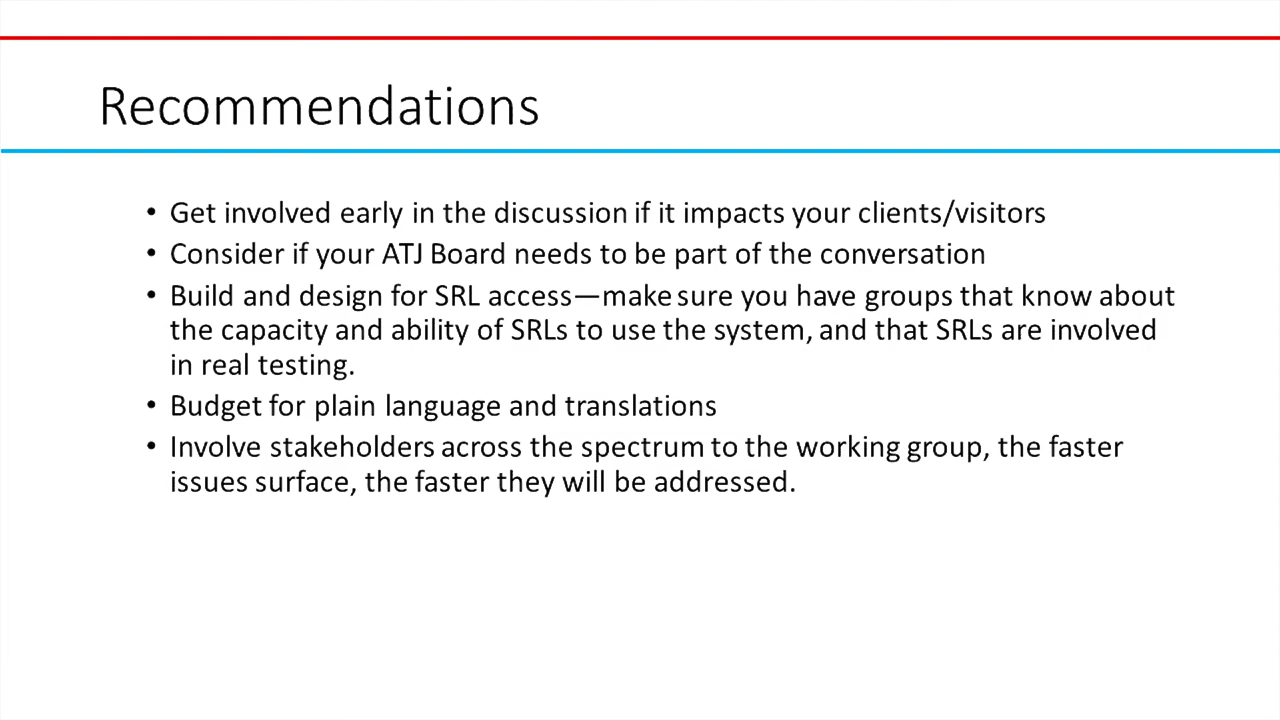 Recommendations
• Get involved early in the discussion if it impacts your clients/visitors
• Consider if your ATJ Board needs to be part of the conversation
• Build and design for SRL access—make sure you have groups that know about
the capacity and ability of SRLs to use the system, and that SRLs are involved
in real testing.
• Budget for plain language and translations
• Involve stakeholders across the spectrum to the working group, the faster
issues surface, the faster they will be addressed.